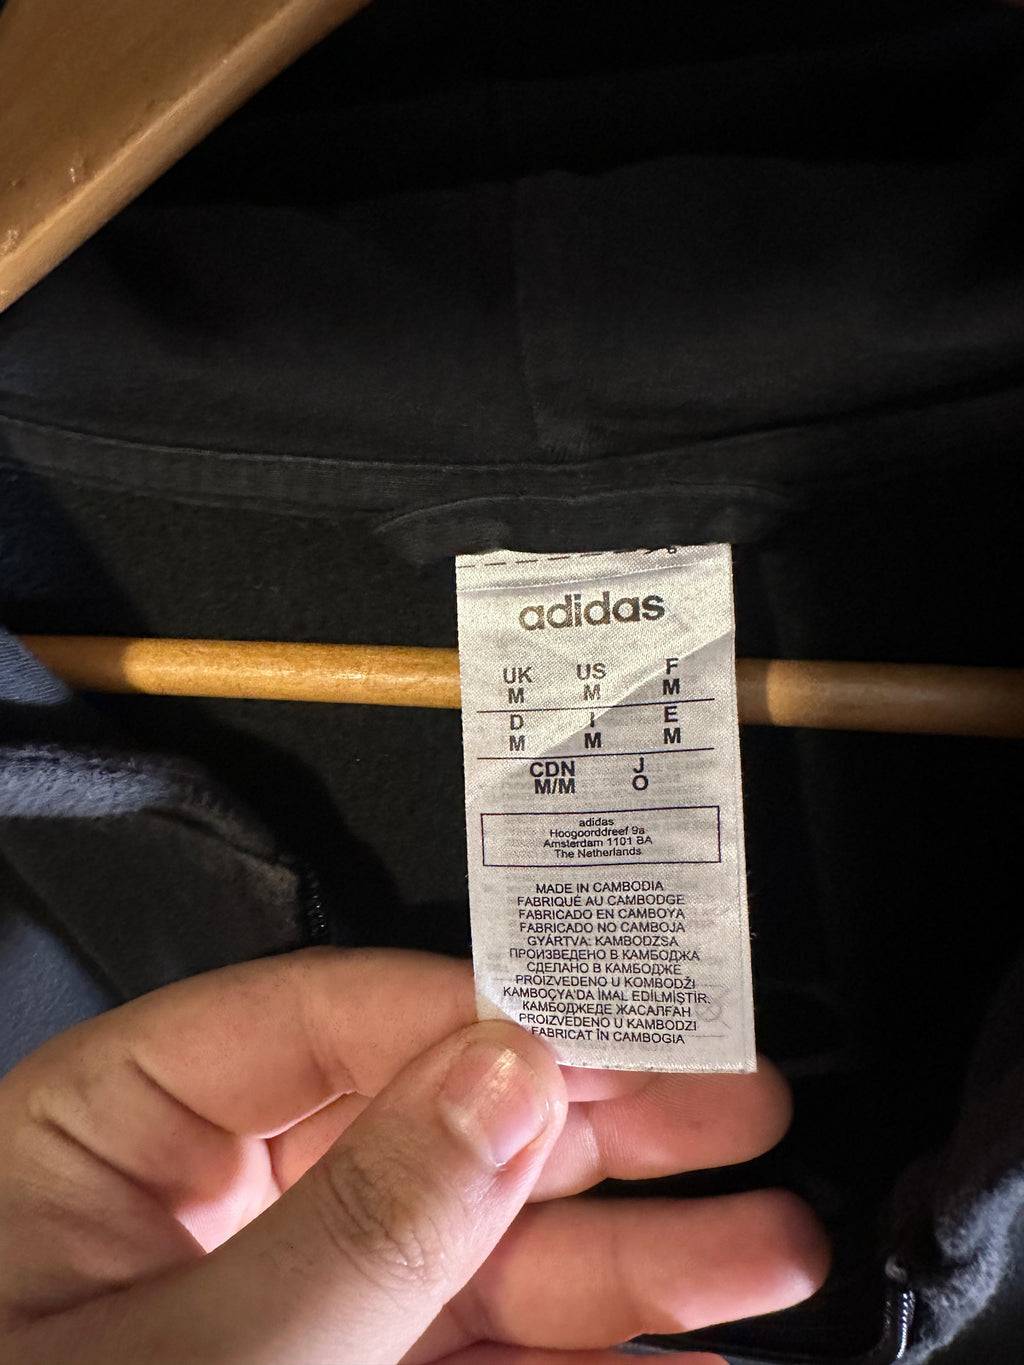 adidas
UK US F
M M M
D I E
M M M
CDN J
M/M O
adidas
Hoogoorddreef 9a
Amsterdam 1101 BA
The Netherlands
MADE IN CAMBODIA
FABRIQUÉ AU CAMBODGE
FABRICADO EN CAMBOYA
FABRICADO NO CAMBOJA
GYÁRTVA: KAMBODZSA
ПРОИЗВЕДЕНО В КАМБОДЖА
СДЕЛАНО В КАМБОДЖЕ
PROIZVEDENO U KOMBODŽI
KAMBOÇYA'DA İMAL EDİLMİŞTİR.
КАМБОДЖЕДЕ ЖАСАЛҒАН
PROIZVEDENO U KAMBODZI
FABRICAT ÎN CAMBOGIA